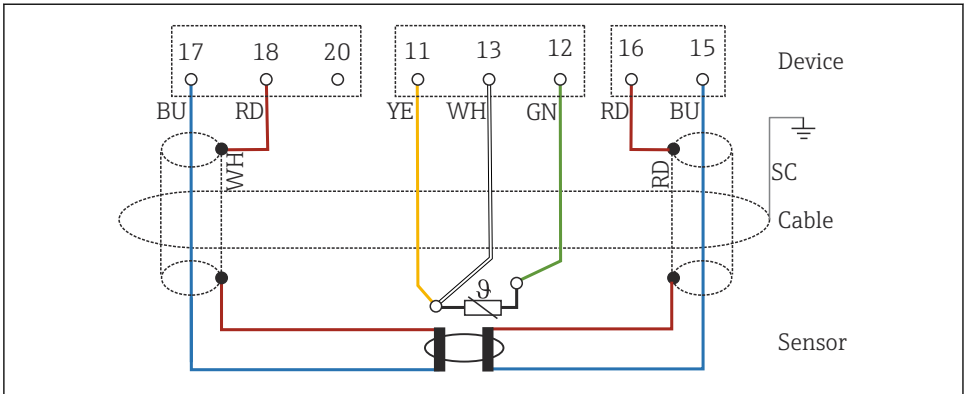 17 18 20 11 13 12 16 15
Device
BU RD YE WH GN RD BU
WH RD SC
Cable
ϑ
Sensor